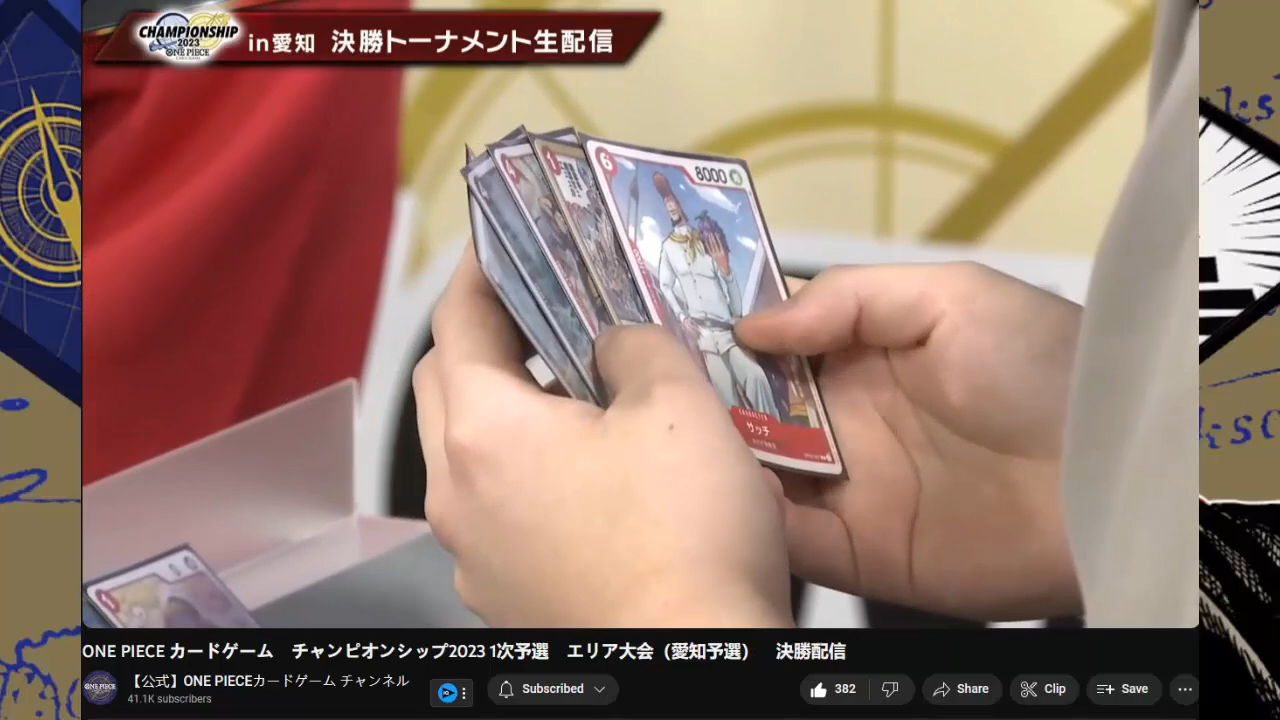 CHAMPIONSHIP
2023
ONE PIECE
in愛知 決勝トーナメント生配信
6
8000
1
CHARACTER
サッチ
ONE PIECE カードゲーム チャンピオンシップ2023 1次予選 エリア大会（愛知予選） 決勝配信
【公式】ONE PIECEカードゲーム チャンネル
41.1K subscribers
Subscribed
382
Share
Clip
Save